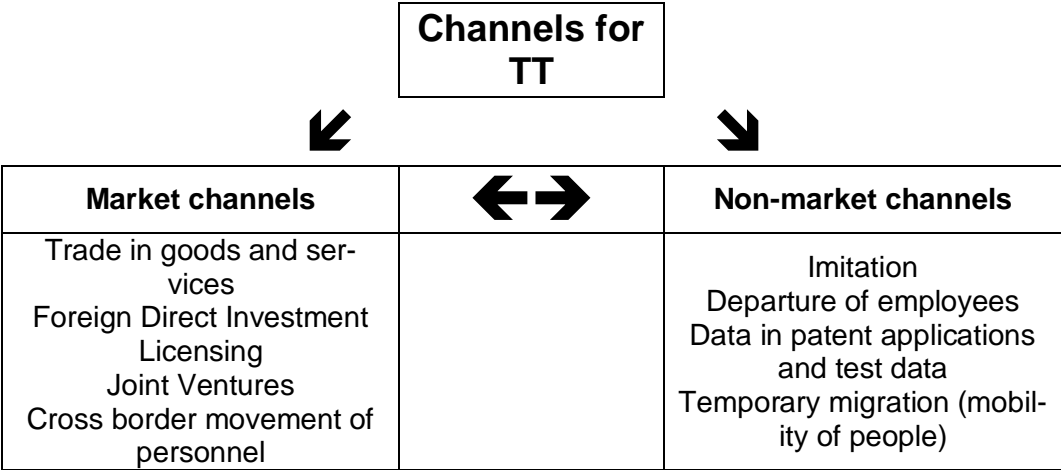 Channels for
TT
Market channels
Non-market channels
Trade in goods and ser-
vices
Foreign Direct Investment
Licensing
Joint Ventures
Cross border movement of
personnel
Imitation
Departure of employees
Data in patent applications
and test data
Temporary migration (mobil-
ity of people)